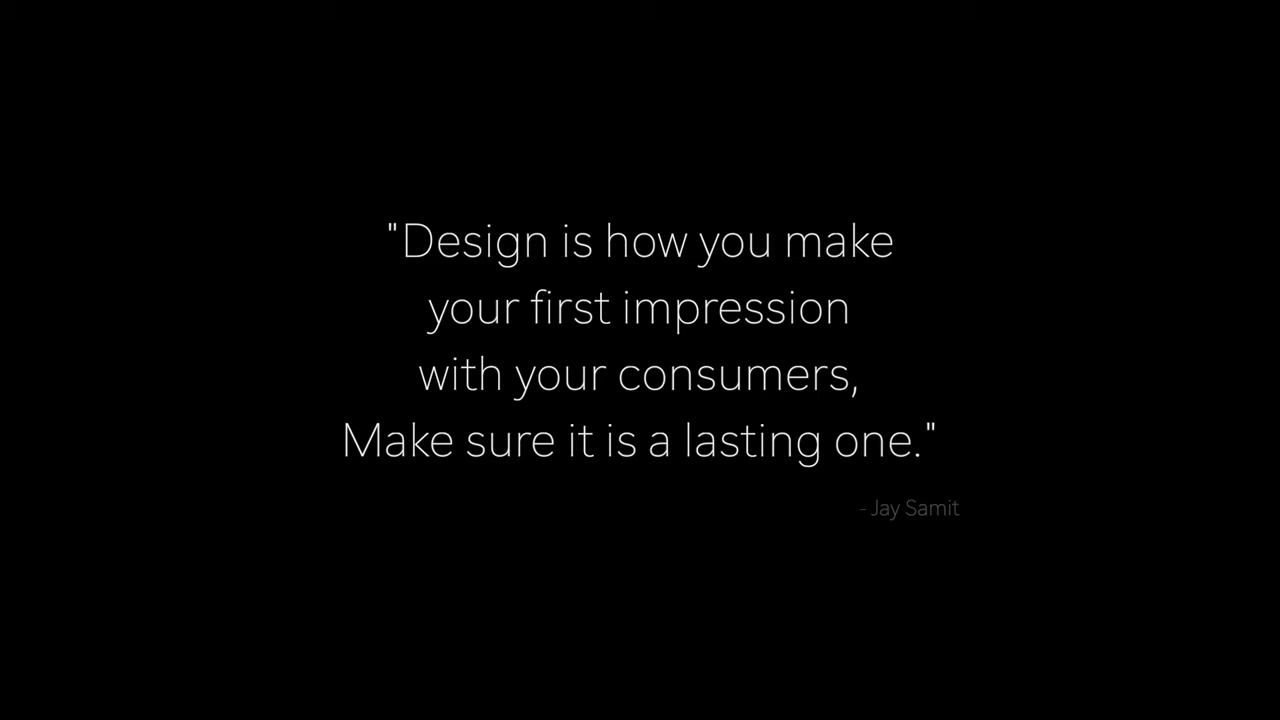 "Design is how you make
your first impression
with your consumers,
Make sure it is a lasting one."
- Jay Samit